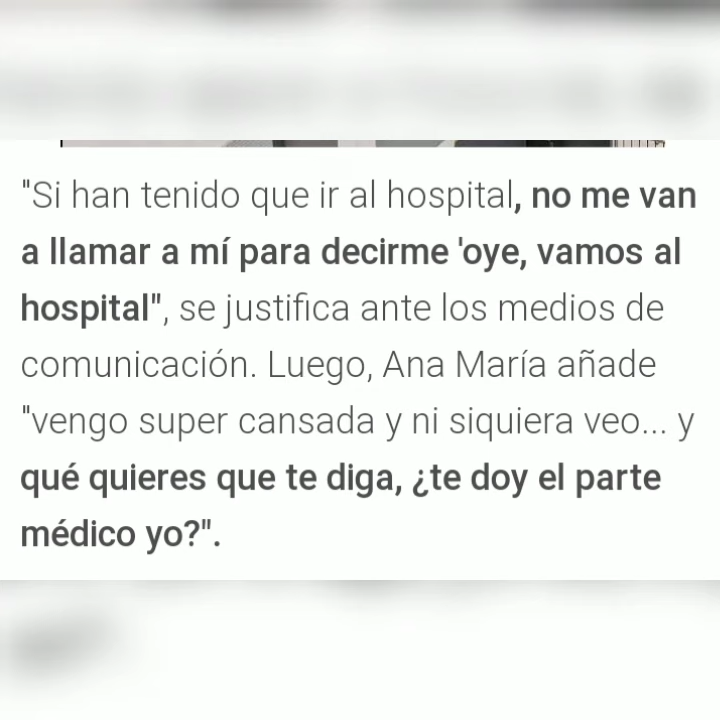 "Si han tenido que ir al hospital, no me van
a llamar a mí para decirme 'oye, vamos al
hospital", se justifica ante los medios de
comunicación. Luego, Ana María añade
"vengo super cansada y ni siquiera veo... y
qué quieres que te diga, ¿te doy el parte
médico yo?".